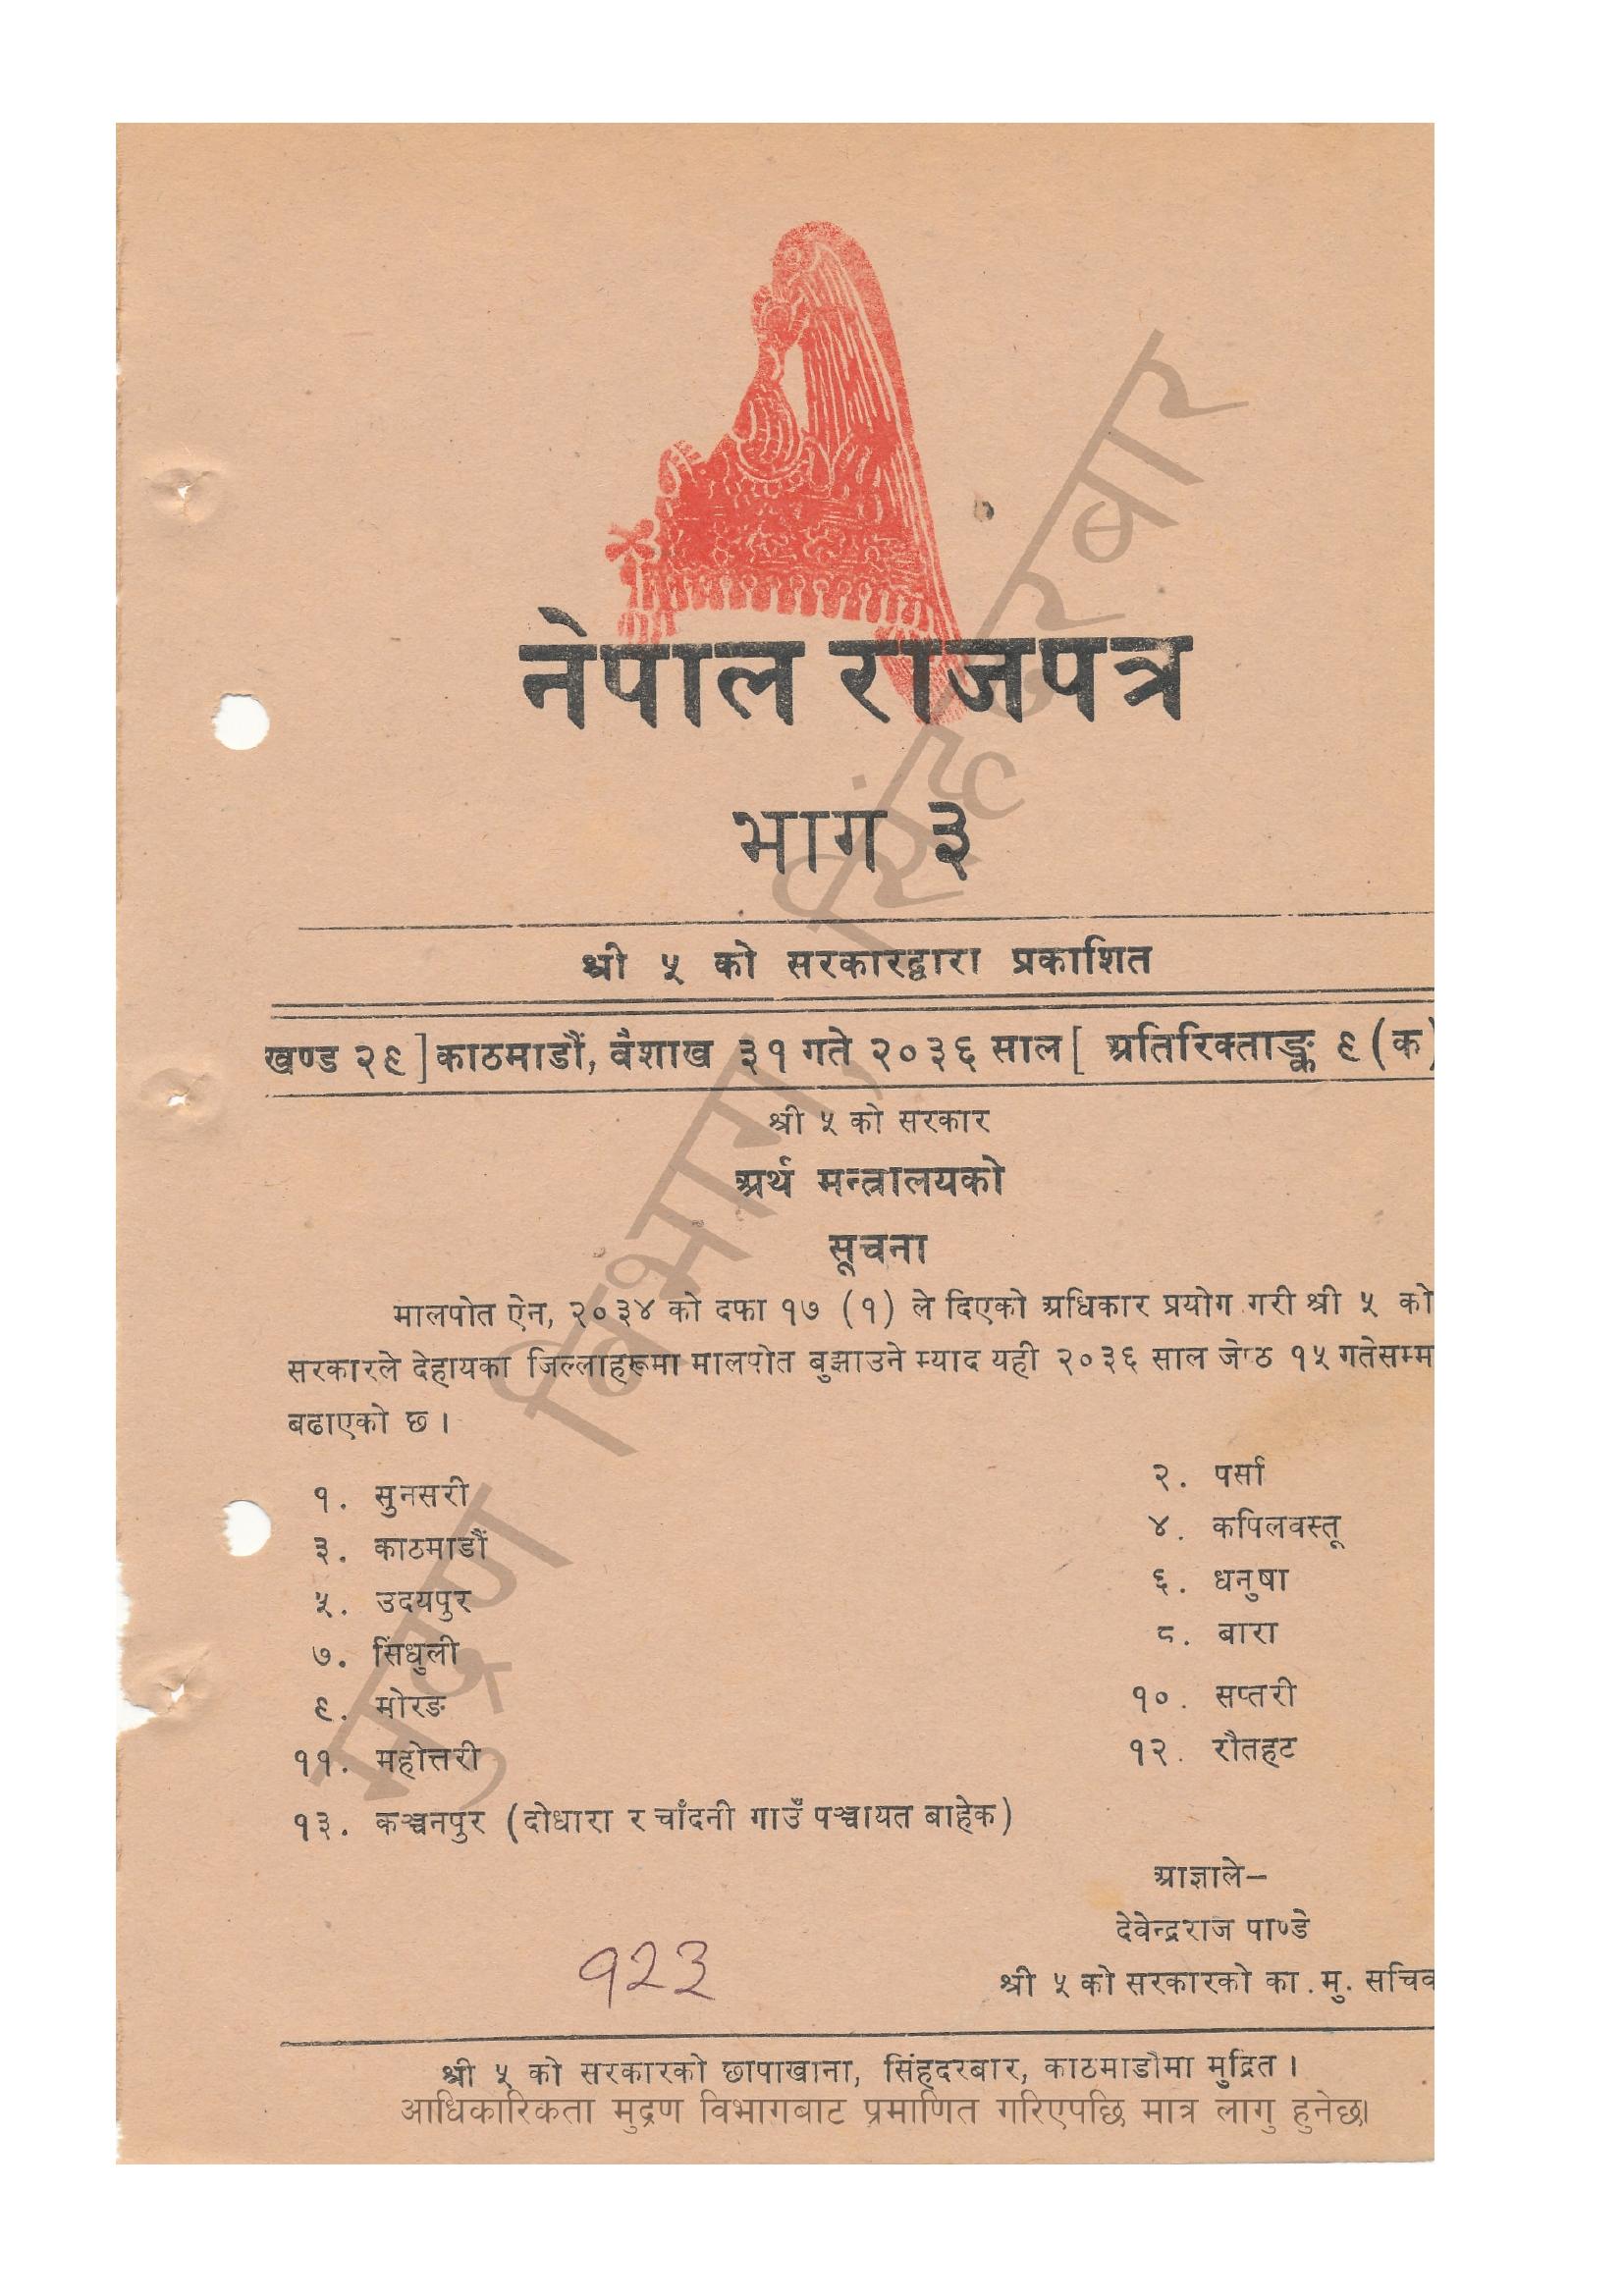 नेपाल राजपत्र
भाग ३
श्री ५ को सरकारद्वारा प्रकाशित
खण्ड २९ ] काठमाडौं, वैशाख ३१ गते २०३६ साल [ अतिरिक्ताङ्क ९ (क)
श्री ५ को सरकार
अर्थ मन्त्रालयको
सूचना
मालपोत ऐन, २०३४ को दफा १७ (१) ले दिएको अधिकार प्रयोग गरी श्री ५ को
सरकारले देहायका जिल्लाहरूमा मालपोत बुझाउने म्याद यही २०३६ साल जेष्ठ १५ गतेसम्म
बढाएको छ ।
१. सुनसरी २. पर्सा
३. काठमाडौं ४. कपिलवस्तू
५. उदयपुर ६. धनुषा
७. सिंधुली ८. बारा
९. मोरङ १०. सप्तरी
११. महोत्तरी १२. रौतहट
१३. कञ्चनपुर (दोधारा र चाँदनी गाउँ पञ्चायत बाहेक)
आज्ञाले–
देवेन्द्रराज पाण्डे
श्री ५ को सरकारको का. मु. सचिव
१२३
श्री ५ को सरकारको छापाखाना, सिंहदरबार, काठमाडौमा मुद्रित ।
आधिकारिकता मुद्रण विभागबाट प्रमाणित गरिएपछि मात्र लागु हुनेछ।
मुद्रण विभाग, सिंहदरबार